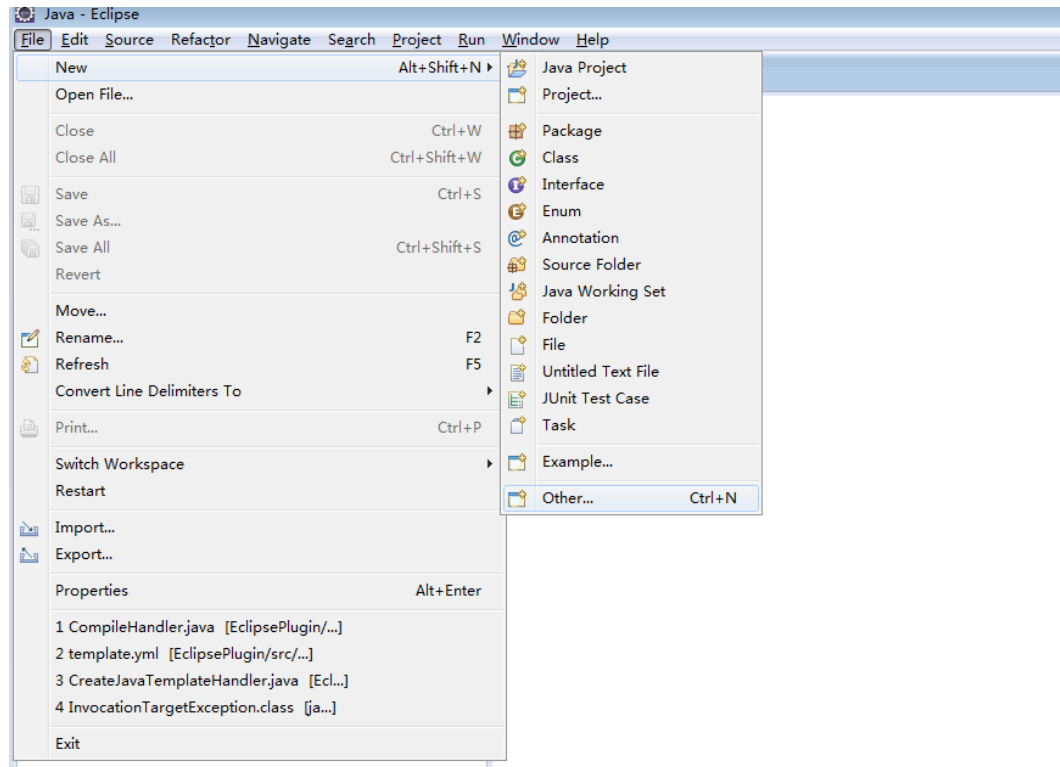 Java - Eclipse
File Edit Source Refactor Navigate Search Project Run Window Help
New Alt+Shift+N
Open File...
Close Ctrl+W
Close All Ctrl+Shift+W
Save Ctrl+S
Save As...
Save All Ctrl+Shift+S
Revert
Move...
Rename... F2
Refresh F5
Convert Line Delimiters To
Print... Ctrl+P
Switch Workspace
Restart
Import...
Export...
Properties Alt+Enter
1 CompileHandler.java [EclipsePlugin/...]
2 template.yml [EclipsePlugin/src/...]
3 CreateJavaTemplateHandler.java [Ecl...]
4 InvocationTargetException.class [ja...]
Exit
Java Project
Project...
Package
Class
Interface
Enum
Annotation
Source Folder
Java Working Set
Folder
File
Untitled Text File
JUnit Test Case
Task
Example...
Other... Ctrl+N